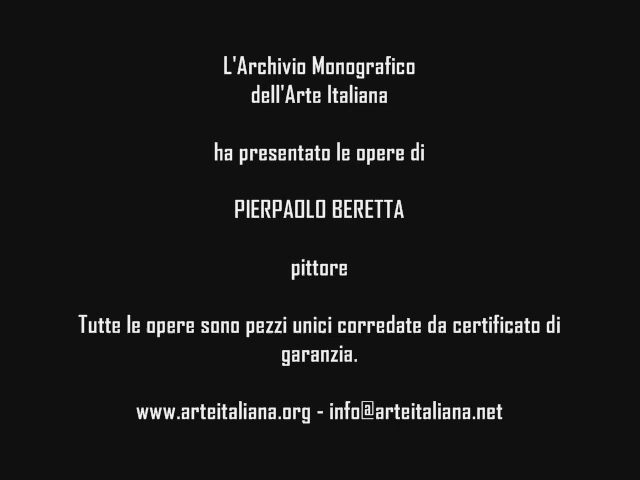 L'Archivio Monografico
dell'Arte Italiana
ha presentato le opere di
PIERPAOLO BERETTA
pittore
Tutte le opere sono pezzi unici corredate da certificato di
garanzia.
www.arteitaliana.org - info@arteitaliana.net